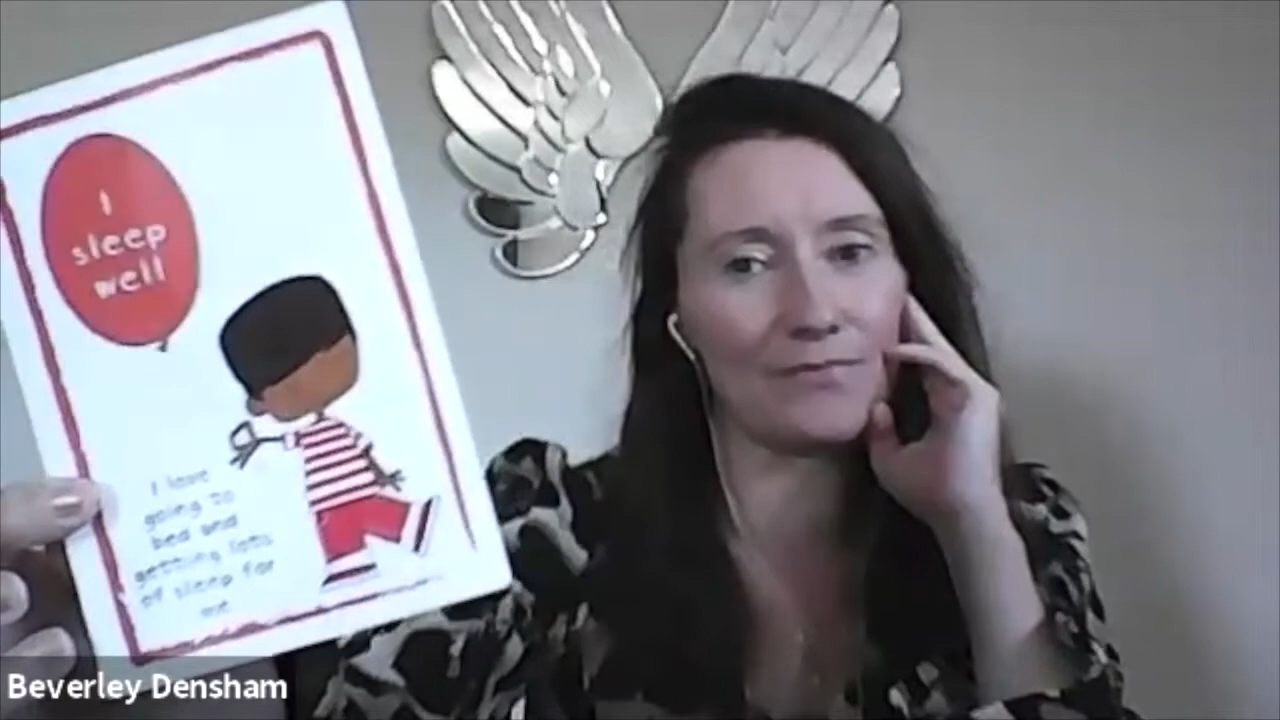 I
sleep
well
I love
going to
bed and
getting lots
of sleep for
me
Beverley Densham